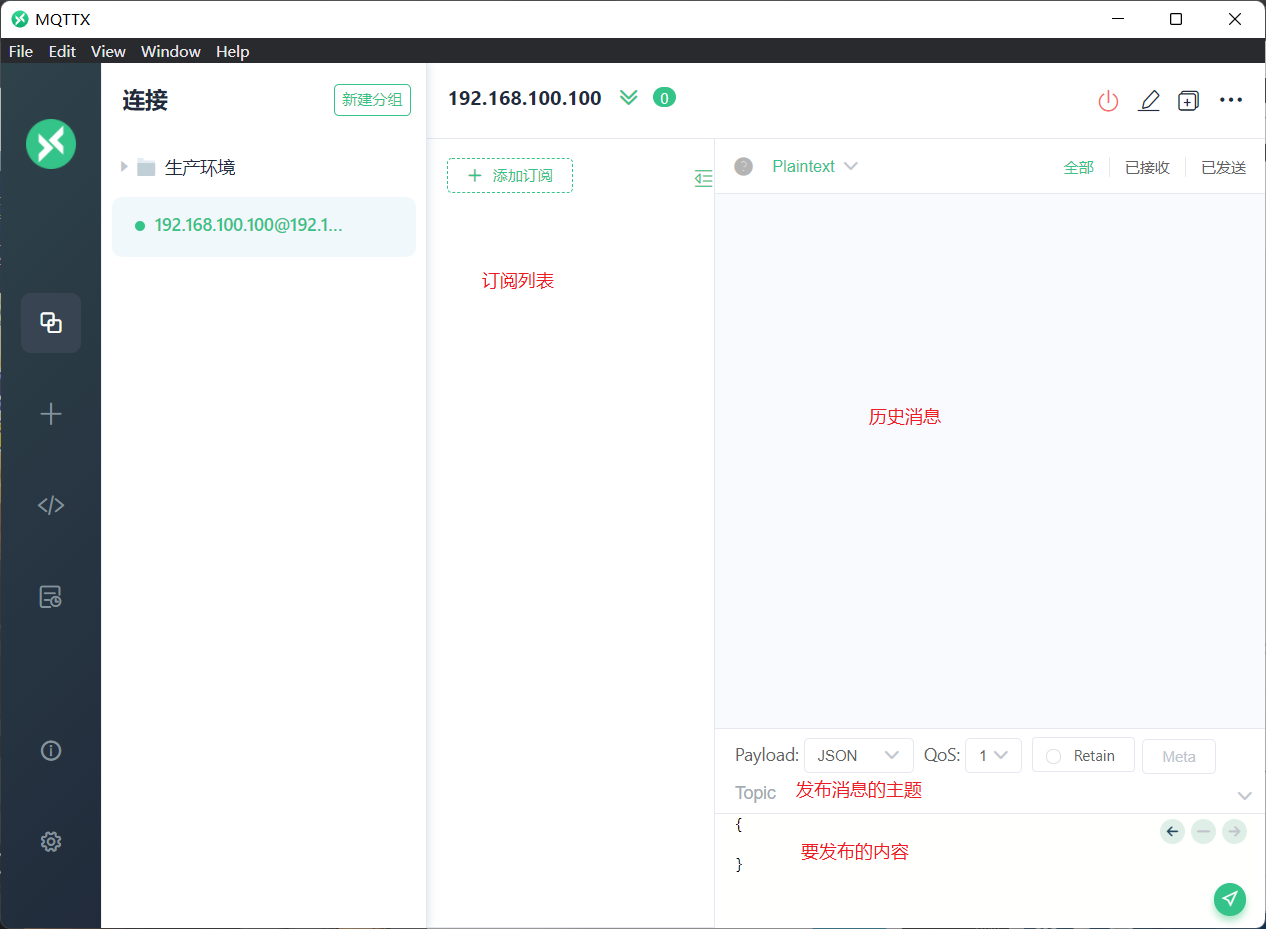 MQTTX
File Edit View Window Help
连接
新建分组
生产环境
192.168.100.100@192.1...
192.168.100.100
0
添加订阅
订阅列表
Plaintext
全部
已接收
已发送
历史消息
Payload: JSON QoS: 1 Retain Meta
Topic 发布消息的主题
{
要发布的内容
}